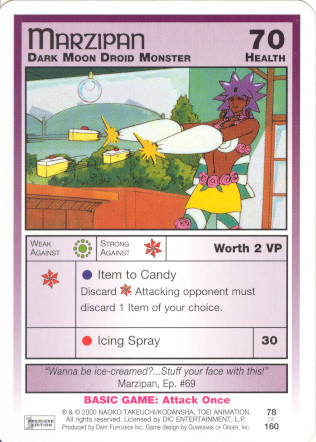 MARZIPAN
70
DARK MOON DROID MONSTER
HEALTH
WEAK AGAINST
STRONG AGAINST
Worth 2 VP
Item to Candy
Discard Attacking opponent must
discard 1 Item of your choice.
Icing Spray
30
"Wanna be ice-creamed?...Stuff your face with this!"
Marzipan, Ep. #69
BASIC GAME: Attack Once
PREMIERE
EDITION
® & © 2000 NAOKO TAKEUCHI/KODANSHA, TOEI ANIMATION.
All rights reserved. Licensed by DIC ENTERTAINMENT, L.P.
Produced by DART FLIPCARDS INC. Game design by GUARDIANS OF ORDER, INC.
78
OF
160